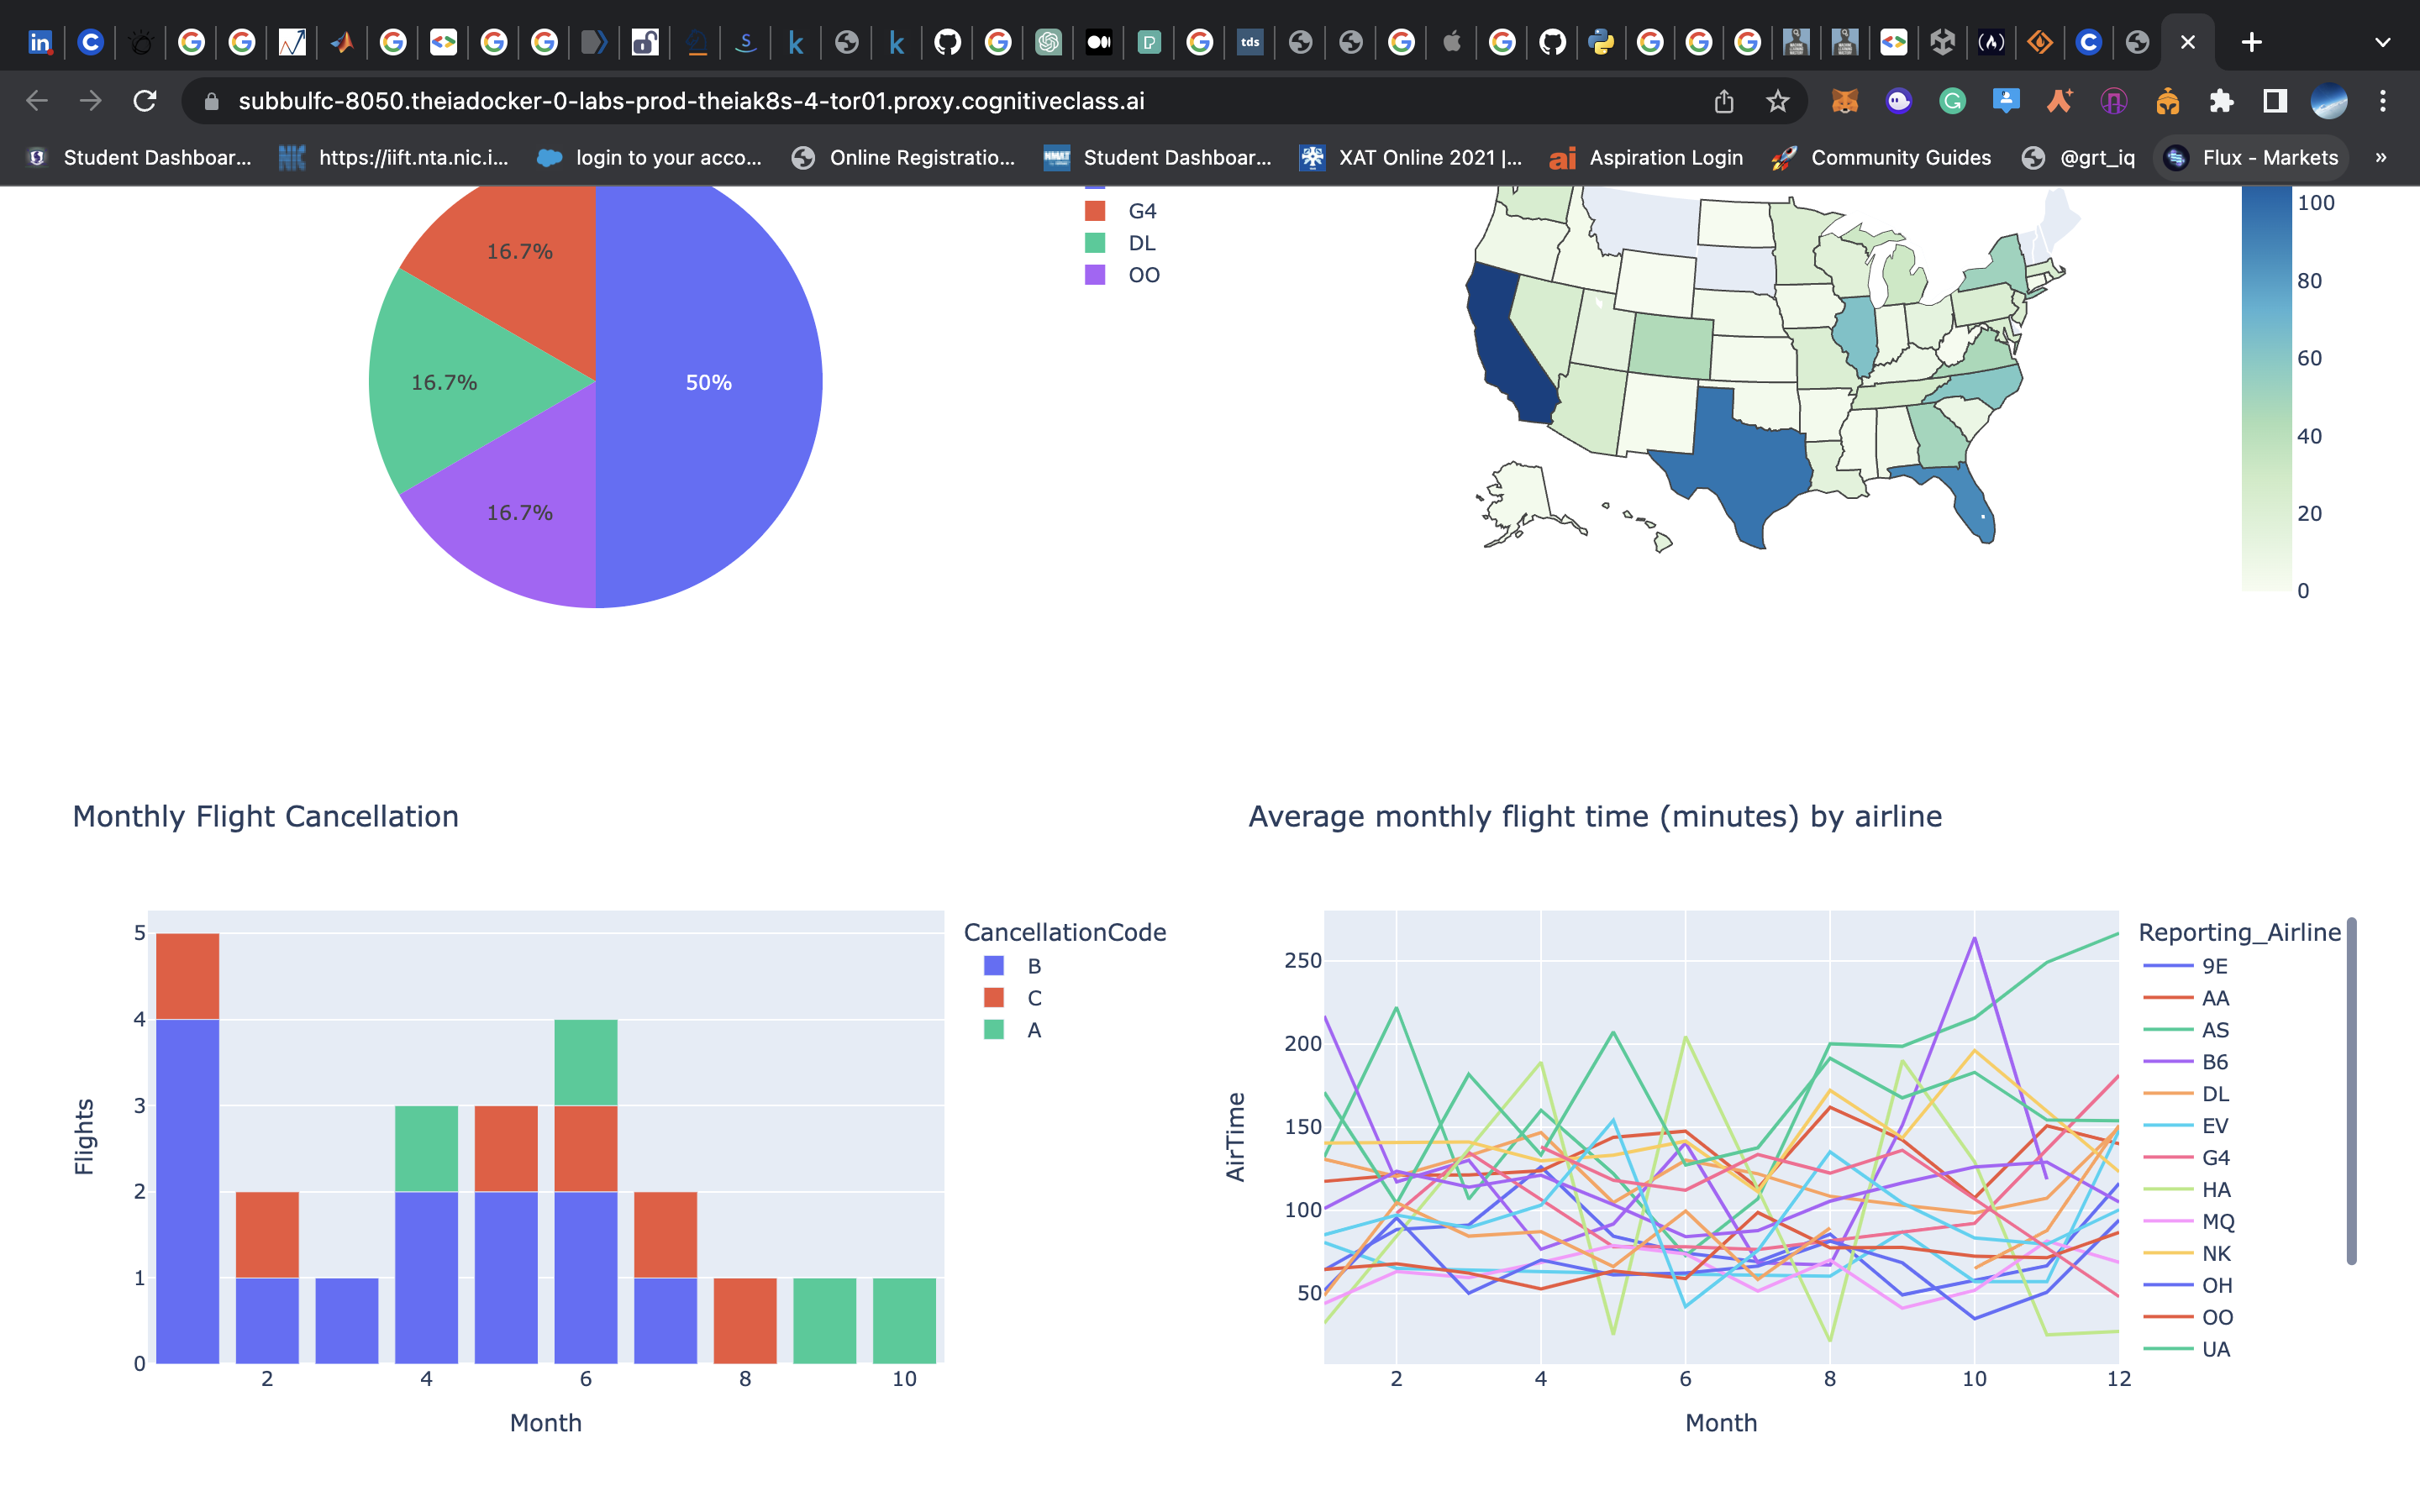 in C tds
subbulfc-8050.theiadocker-0-labs-prod-theiak8s-4-tor01.proxy.cognitiveclass.ai
Student Dashboar... https://iift.nta.nic.i... login to your acco... Online Registratio... NMAT Student Dashboar... XAT Online 2021 |... ai Aspiration Login Community Guides @grt_iq Flux - Markets »
G4
DL
OO
16.7%
16.7%
50%
16.7%
100
80
60
40
20
0
Monthly Flight Cancellation
5
4
3
2
1
0
2 4 6 8 10
Flights
Month
CancellationCode
B
C
A
Average monthly flight time (minutes) by airline
250
200
150
100
50
2 4 6 8 10 12
AirTime
Month
Reporting_Airline
9E
AA
AS
B6
DL
EV
G4
HA
MQ
NK
OH
OO
UA